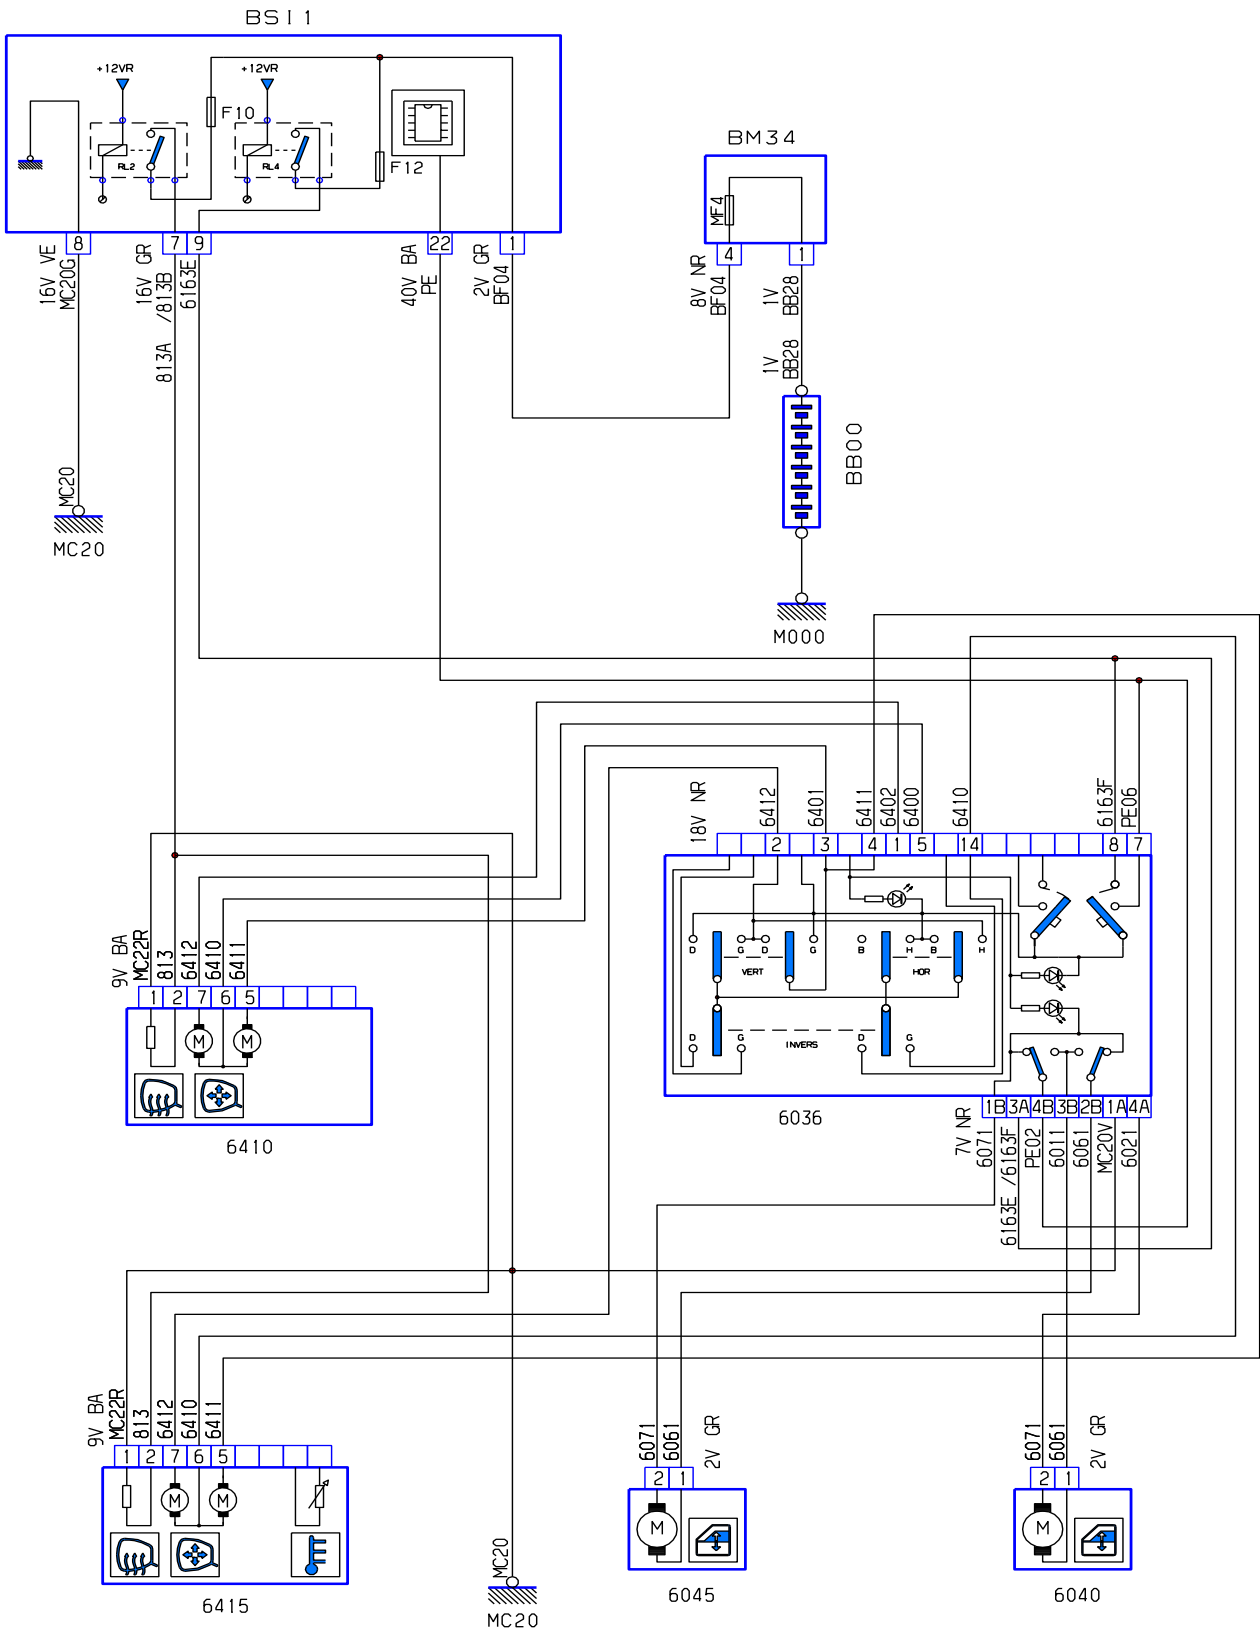 BSI1
+12VR
+12VR
F10
F12
RL2
RL4
8
7
9
22
1
16V VE
MC20G
16V GR
813A /813B
6163E
40V BA
PE
2V GR
BF04
MC20
MC20
BM34
MF4
4
1
8V NR
BF04
1V
BB28
1V
BB28
BB00
M000
18V NR
6412
6401
6411
6402
6400
6410
6163F
PE06
2
3
4
1
5
14
8
7
D
G
D
G
B
H
B
H
VERT
HOR
D
G
D
G
INVERS
6036
1B
3A
4B
3B
2B
1A
4A
7V NR
6071
6163E /6163F
PE02
6011
6061
MC20V
6021
9V BA
MC22R
813
6412
6410
6411
1
2
7
6
5
M
M
6410
9V BA
MC22R
813
6412
6410
6411
1
2
7
6
5
M
M
6415
MC20
MC20
6071
6061
2V GR
2
1
M
6045
6071
6061
2V GR
2
1
M
6040